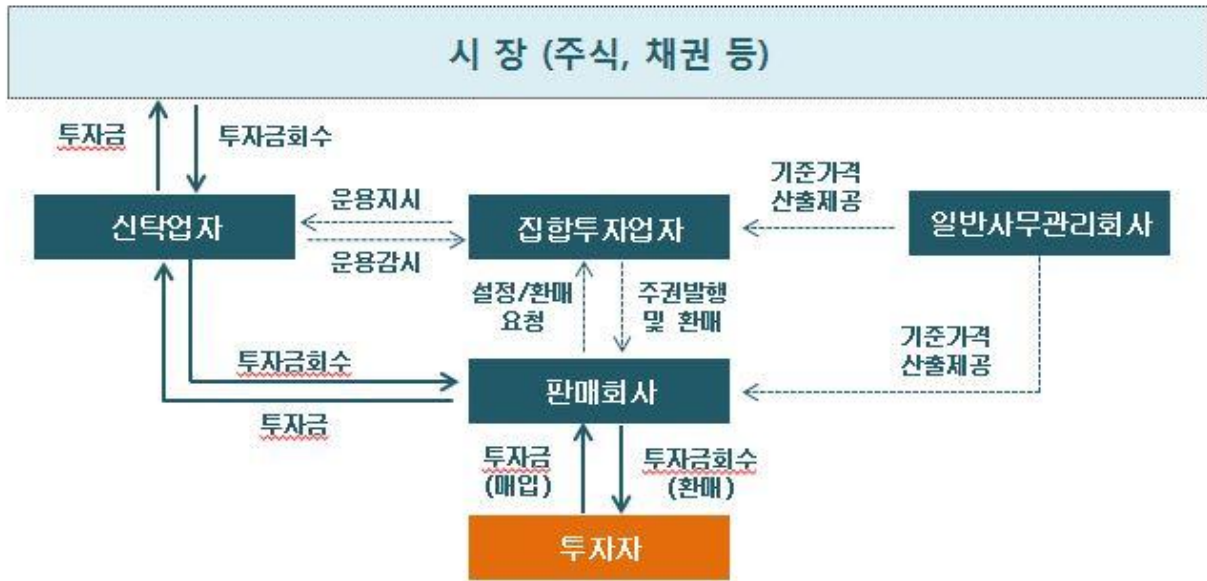 시 장 (주식, 채권 등)
투자금
투자금회수
기준가격
산출제공
신탁업자
운용지시
운용감시
집합투자업자
일반사무관리회사
설정/환매
요청
주권발행
및 환매
기준가격
산출제공
투자금회수
투자금
판매회사
투자금
(매입)
투자금회수
(환매)
투자자